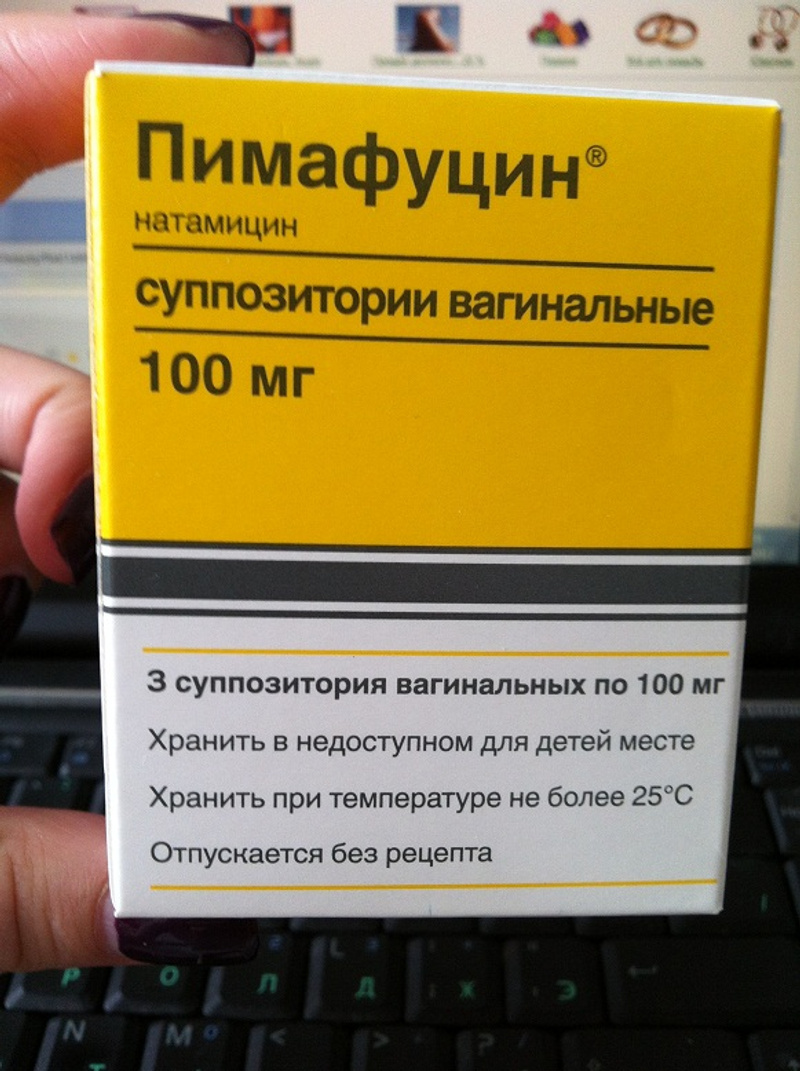 Пимафуцин®
натамицин
суппозитории вагинальные
100 мг
3 суппозитория вагинальных по 100 мг
Хранить в недоступном для детей месте
Хранить при температуре не более 25°C
Отпускается без рецепта
Р
О
Л
Д
Ж
Э
N
M